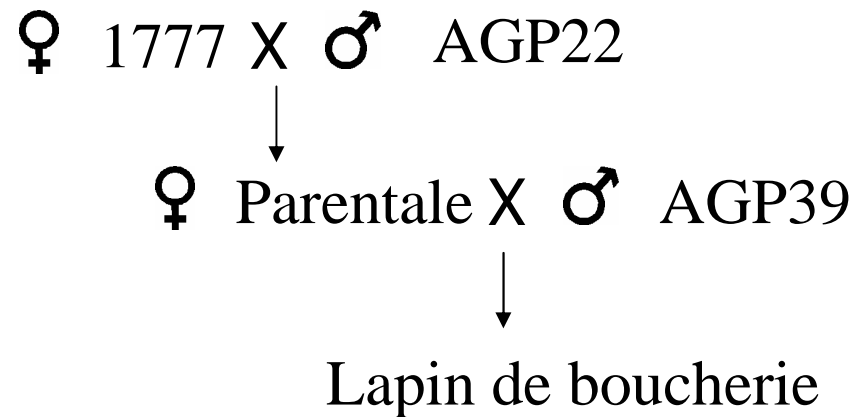 ♀ 1777 X ♂ AGP22
♀ Parentale X ♂ AGP39
Lapin de boucherie